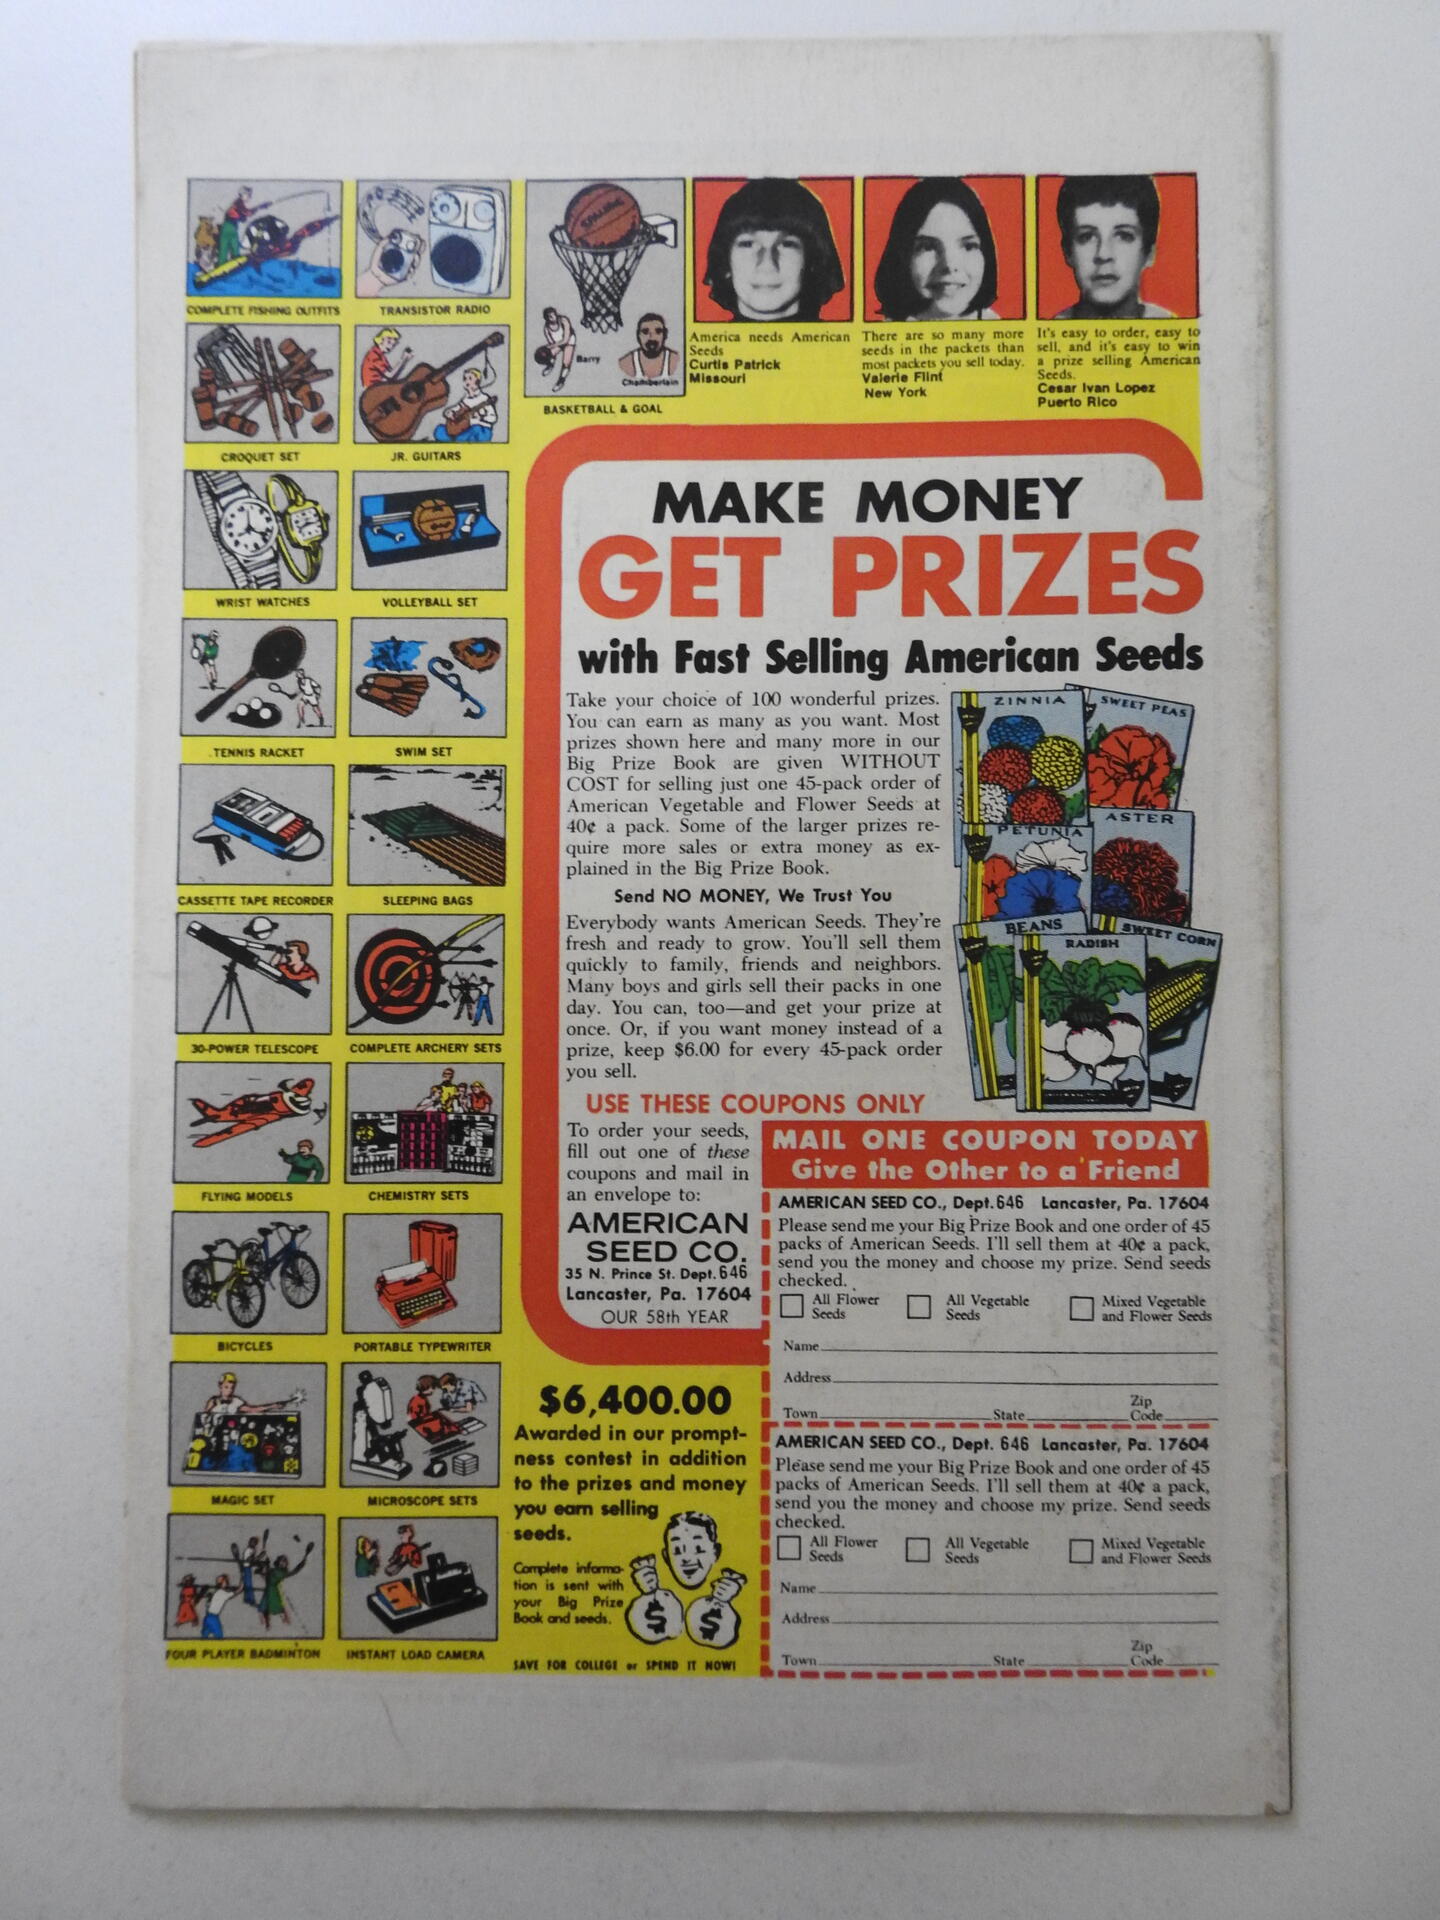 COMPLETE FISHING OUTFITS
TRANSISTOR RADIO
SPALDING
Barry
Chamberlain
BASKETBALL & GOAL
America needs American
Seeds
Curtis Patrick
Missouri
There are so many more
seeds in the packets than
most packets you sell today.
Valerie Flint
New York
It's easy to order, easy to
sell, and it's easy to win
a prize selling American
Seeds.
Cesar Ivan Lopez
Puerto Rico
CROQUET SET
JR. GUITARS
WRIST WATCHES
VOLLEYBALL SET
TENNIS RACKET
SWIM SET
CASSETTE TAPE RECORDER
SLEEPING BAGS
30-POWER TELESCOPE
COMPLETE ARCHERY SETS
FLYING MODELS
CHEMISTRY SETS
BICYCLES
PORTABLE TYPEWRITER
MAGIC SET
MICROSCOPE SETS
FOUR PLAYER BADMINTON
INSTANT LOAD CAMERA
MAKE MONEY
GET PRIZES
with Fast Selling American Seeds
Take your choice of 100 wonderful prizes.
You can earn as many as you want. Most
prizes shown here and many more in our
Big Prize Book are given WITHOUT
COST for selling just one 45-pack order of
American Vegetable and Flower Seeds at
40¢ a pack. Some of the larger prizes re-
quire more sales or extra money as ex-
plained in the Big Prize Book.
Send NO MONEY, We Trust You
Everybody wants American Seeds. They're
fresh and ready to grow. You'll sell them
quickly to family, friends and neighbors.
Many boys and girls sell their packs in one
day. You can, too—and get your prize at
once. Or, if you want money instead of a
prize, keep $6.00 for every 45-pack order
you sell.
ZINNIA
SWEET PEAS
PETUNIA
ASTER
BEANS
RADISH
SWEET CORN
USE THESE COUPONS ONLY
To order your seeds,
fill out one of these
coupons and mail in
an envelope to:
AMERICAN
SEED CO.
35 N. Prince St. Dept. 646
Lancaster, Pa. 17604
OUR 58th YEAR
$6,400.00
Awarded in our prompt-
ness contest in addition
to the prizes and money
you earn selling
seeds.
Complete informa-
tion is sent with
your Big Prize
Book and seeds.
$ $
SAVE FOR COLLEGE or SPEND IT NOW!
MAIL ONE COUPON TODAY
Give the Other to a Friend
AMERICAN SEED CO., Dept. 646 Lancaster, Pa. 17604
Please send me your Big Prize Book and one order of 45
packs of American Seeds. I'll sell them at 40¢ a pack,
send you the money and choose my prize. Send seeds
checked.
All Flower Seeds
All Vegetable Seeds
Mixed Vegetable and Flower Seeds
Name
Address
Town State Zip Code
AMERICAN SEED CO., Dept. 646 Lancaster, Pa. 17604
Please send me your Big Prize Book and one order of 45
packs of American Seeds. I'll sell them at 40¢ a pack,
send you the money and choose my prize. Send seeds
checked.
All Flower Seeds
All Vegetable Seeds
Mixed Vegetable and Flower Seeds
Name
Address
Town State Zip Code